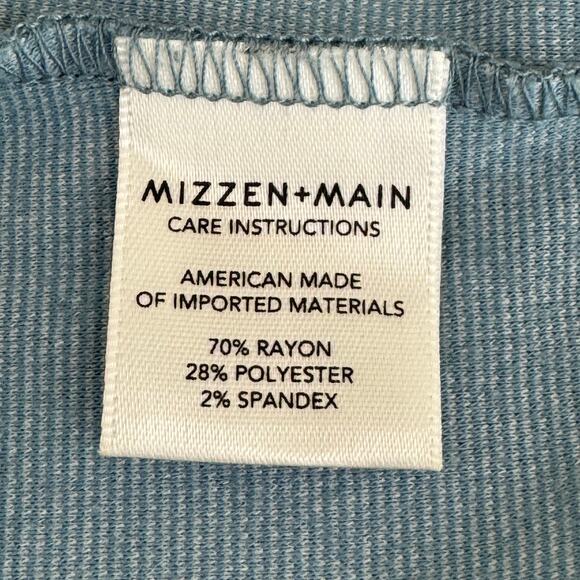 MIZZEN+MAIN
CARE INSTRUCTIONS
AMERICAN MADE
OF IMPORTED MATERIALS
70% RAYON
28% POLYESTER
2% SPANDEX